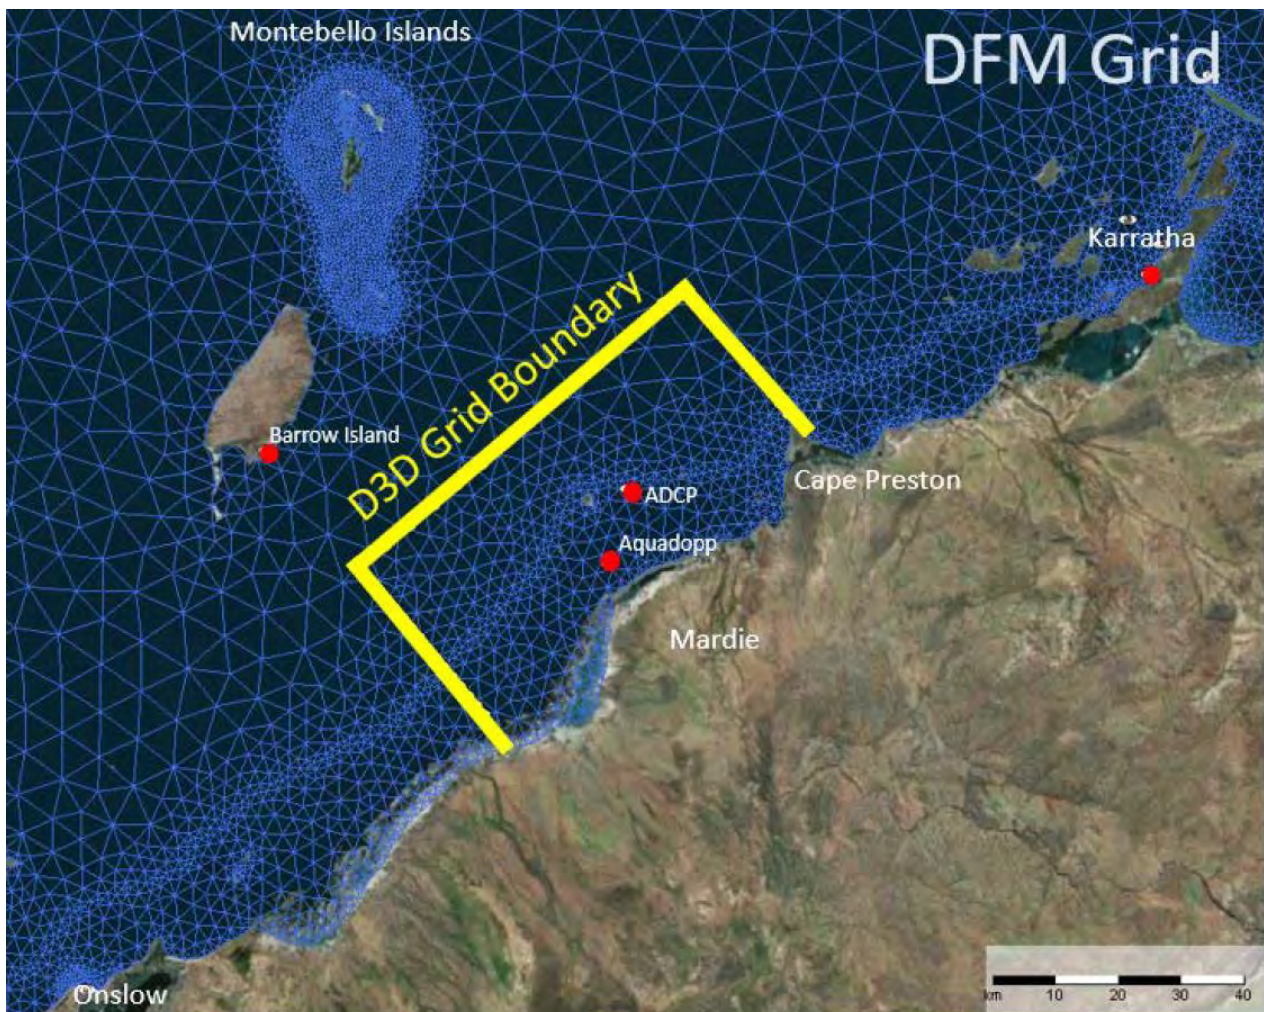 Montebello Islands
DFM Grid
Karratha
D3D Grid Boundary
Barrow Island
Cape Preston
ADCP
Aquadopp
Mardie
Onslow
km 10 20 30 40